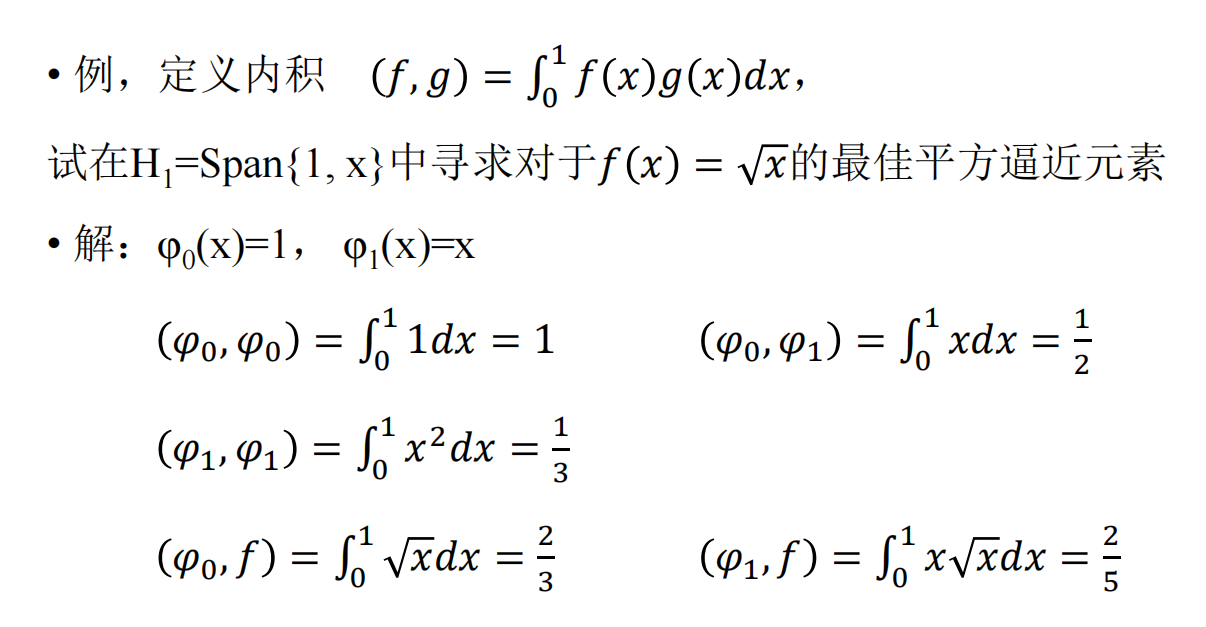 • 例，定义内积 (f, g) = ∫₀¹ f(x)g(x)dx，
试在H₁=Span{1, x}中寻求对于f(x) = √x的最佳平方逼近元素
• 解：φ₀(x)=1， φ₁(x)=x
(φ₀, φ₀) = ∫₀¹ 1dx = 1 (φ₀, φ₁) = ∫₀¹ xdx = 1/2
(φ₁, φ₁) = ∫₀¹ x²dx = 1/3
(φ₀, f) = ∫₀¹ √xdx = 2/3 (φ₁, f) = ∫₀¹ x√xdx = 2/5